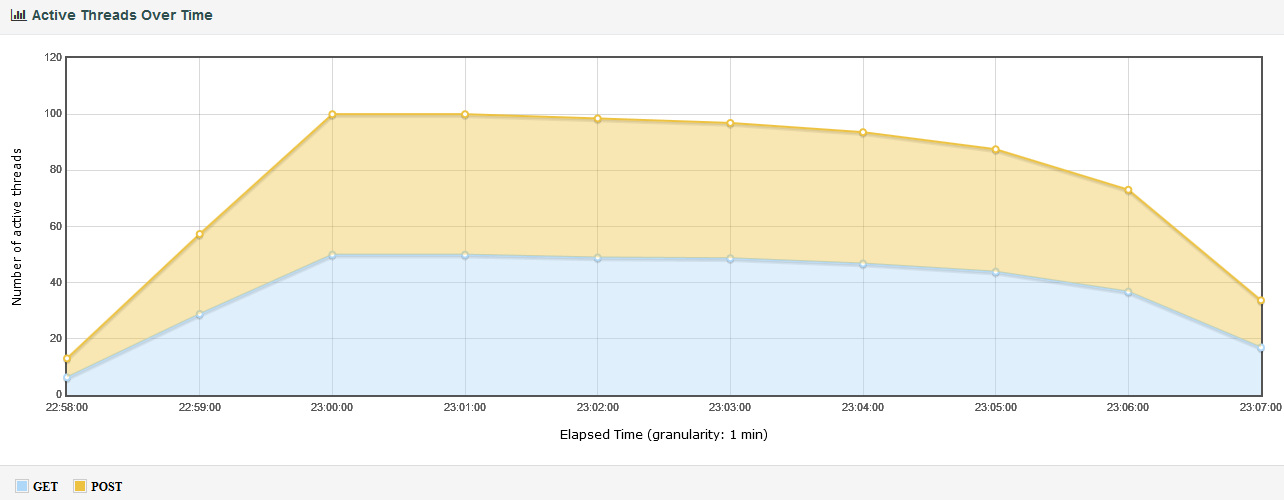 Active Threads Over Time
120
100
80
60
40
20
0
Number of active threads
22:58:00 22:59:00 23:00:00 23:01:00 23:02:00 23:03:00 23:04:00 23:05:00 23:06:00 23:07:00
Elapsed Time (granularity: 1 min)
GET POST